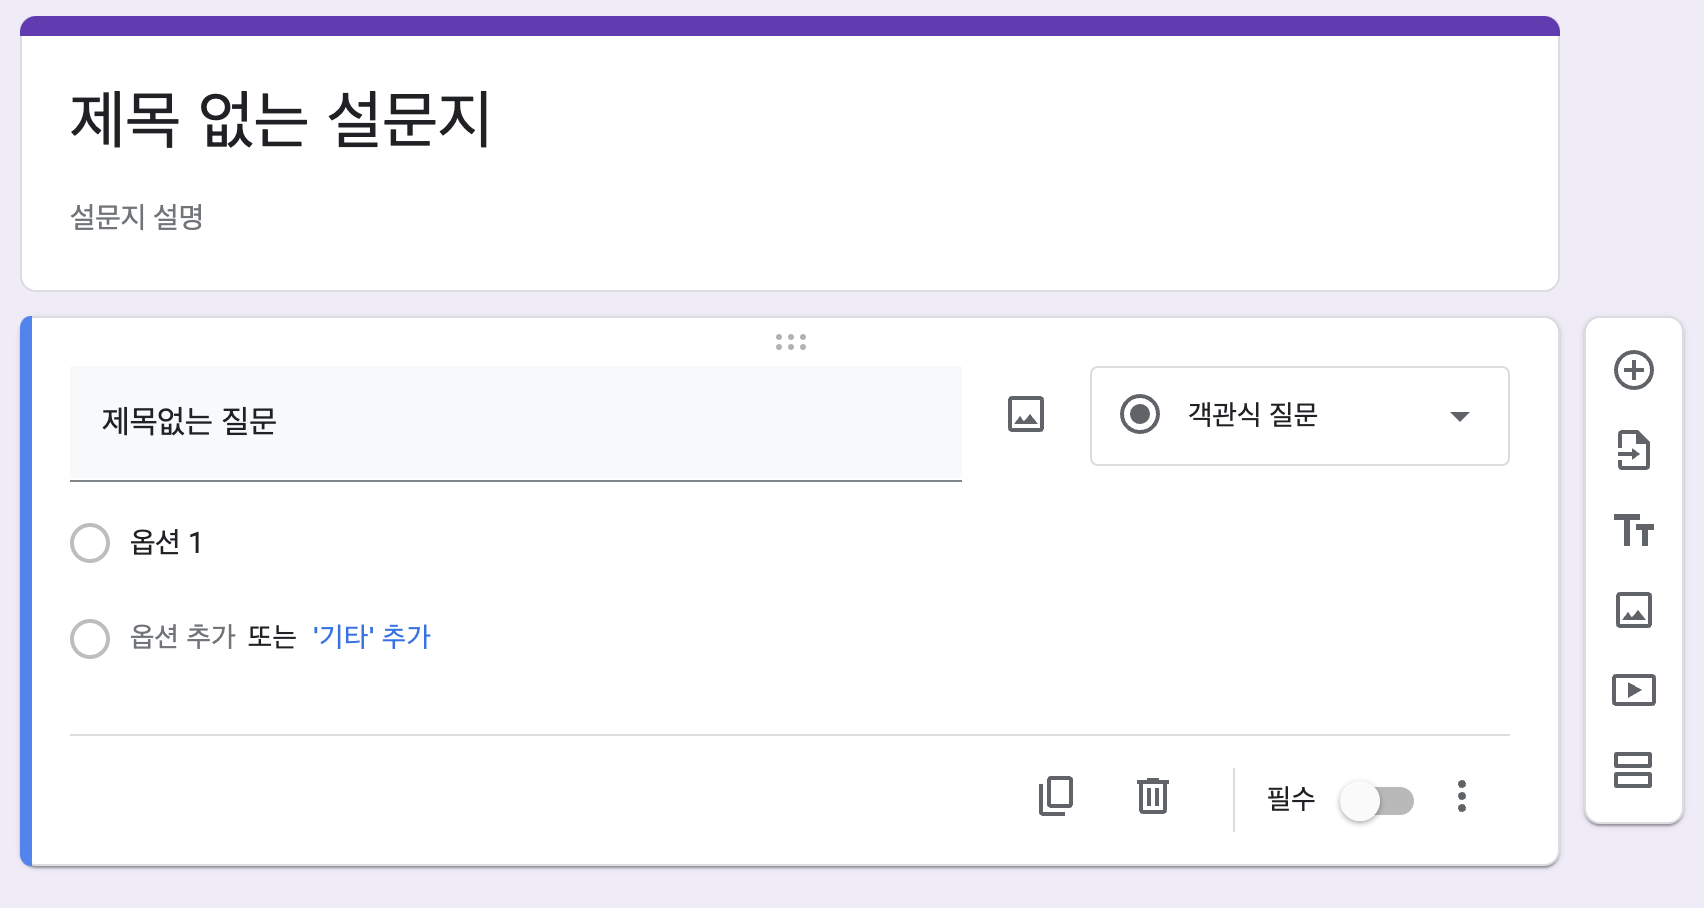 제목 없는 설문지
설문지 설명
제목없는 질문
객관식 질문
옵션 1
옵션 추가 또는 '기타' 추가
필수